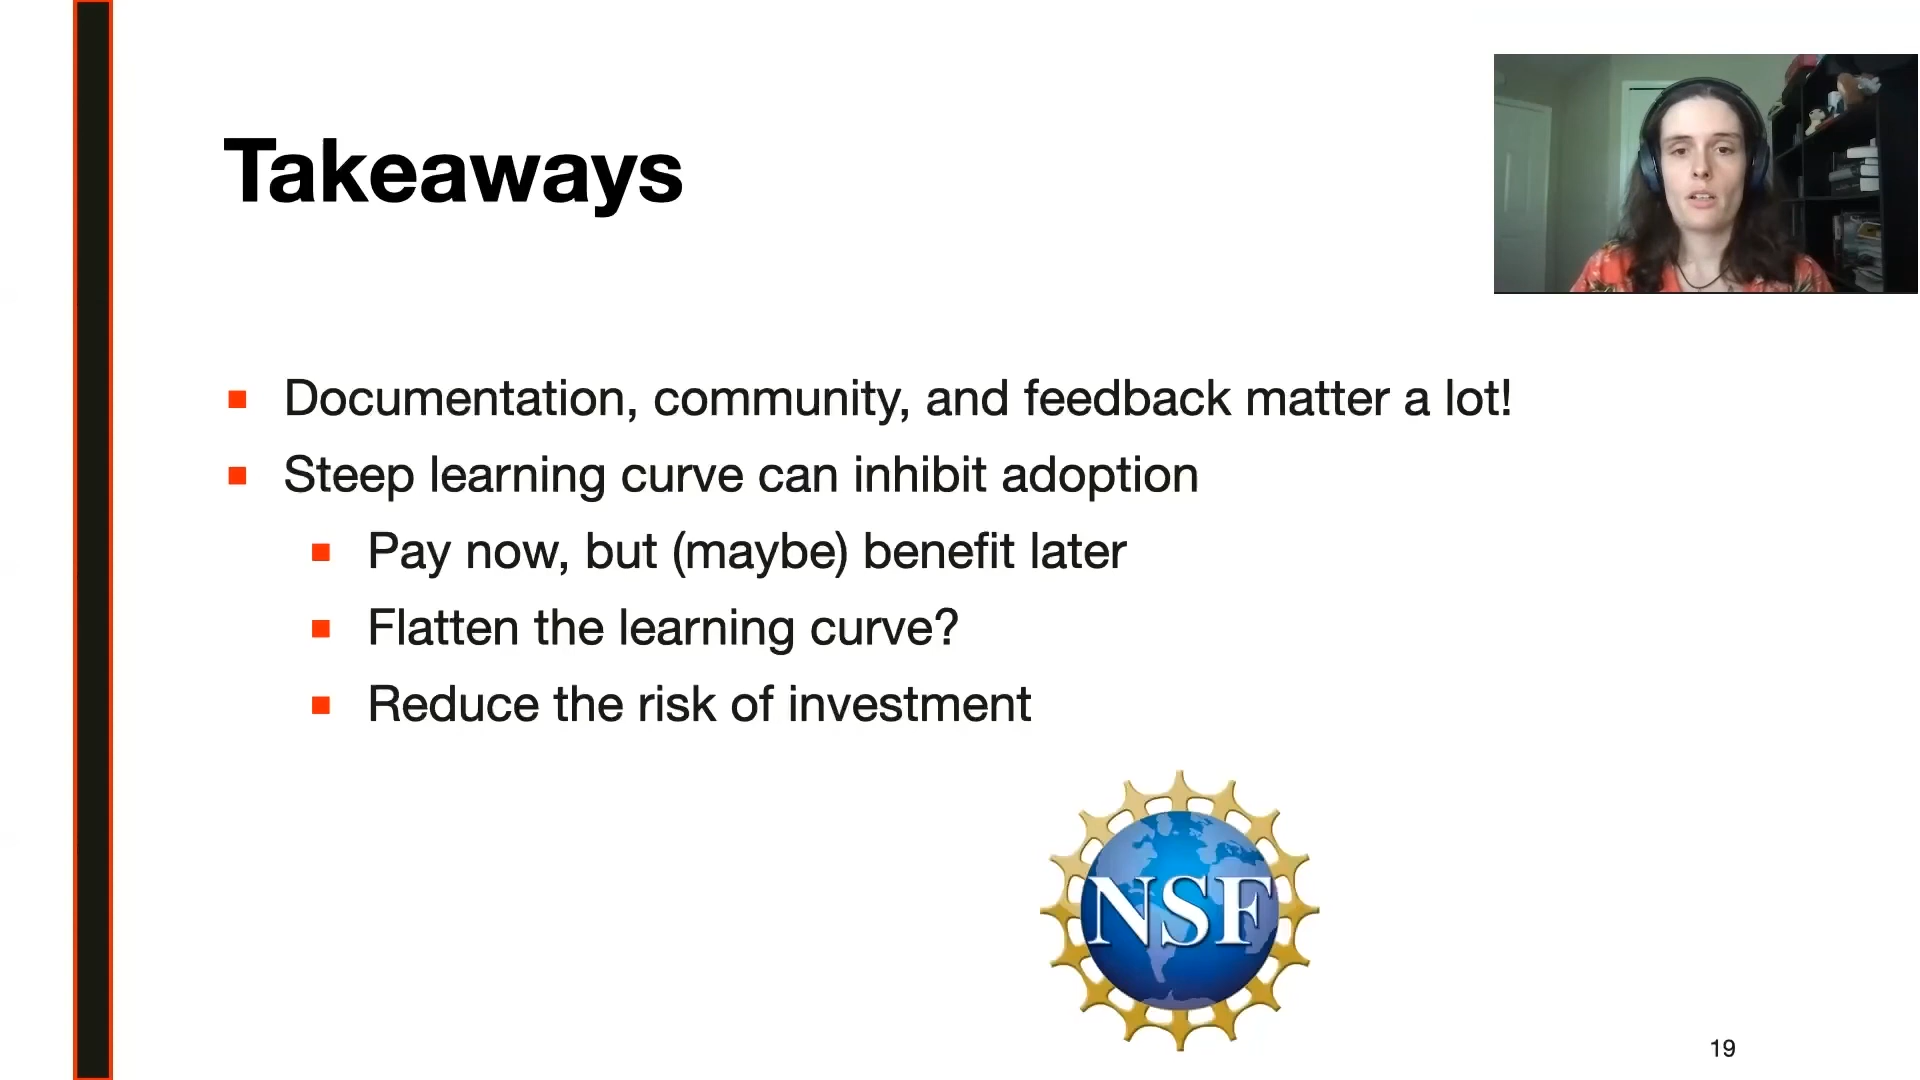 Takeaways
Documentation, community, and feedback matter a lot!
Steep learning curve can inhibit adoption
Pay now, but (maybe) benefit later
Flatten the learning curve?
Reduce the risk of investment
NSF
19